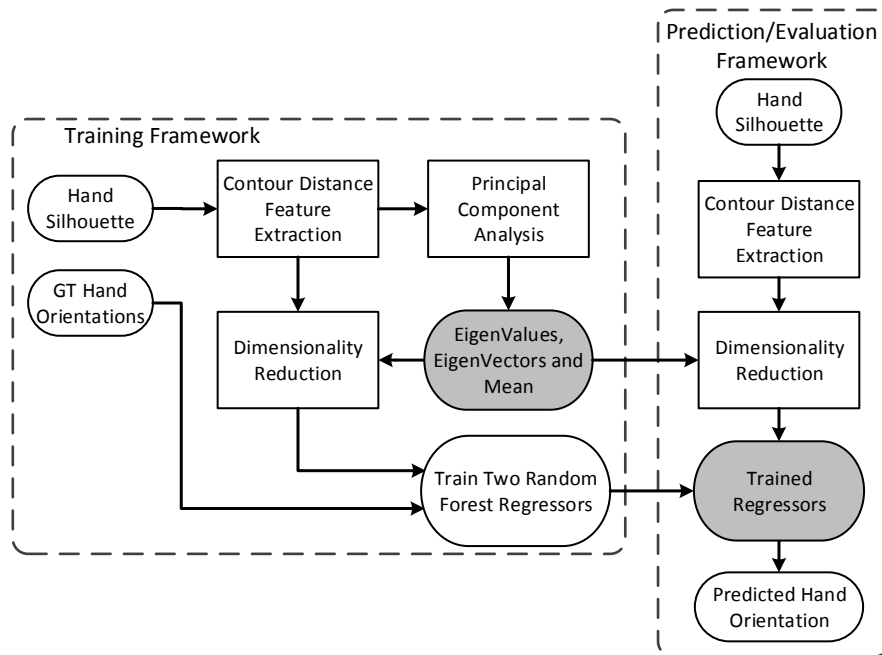 Prediction/Evaluation
Framework
Hand
Silhouette
Contour Distance
Feature
Extraction
Dimensionality
Reduction
Trained
Regressors
Predicted Hand
Orientation
Training Framework
Hand
Silhouette
Contour Distance
Feature
Extraction
Principal
Component
Analysis
GT Hand
Orientations
Dimensionality
Reduction
EigenValues,
EigenVectors and
Mean
Train Two Random
Forest Regressors